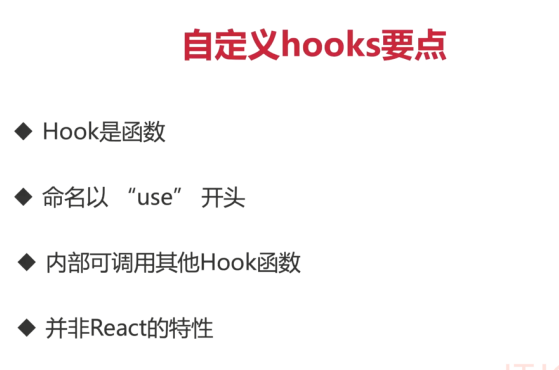 自定义hooks要点
◆ Hook是函数
◆ 命名以 “use” 开头
◆ 内部可调用其他Hook函数
◆ 并非React的特性